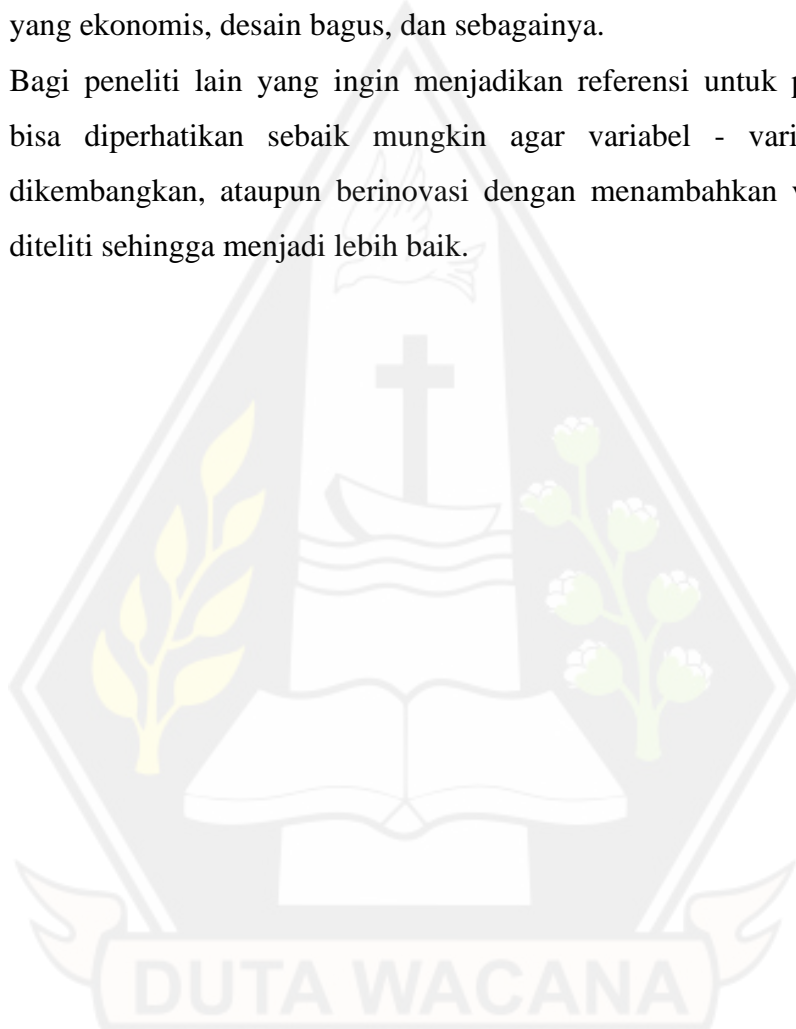 yang ekonomis, desain bagus, dan sebagainya.
Bagi peneliti lain yang ingin menjadikan referensi untuk
bisa diperhatikan sebaik mungkin agar variabel -
dikembangkan, ataupun berinovasi dengan menambahkan
diteliti sehingga menjadi lebih baik.
DUTA WACANA